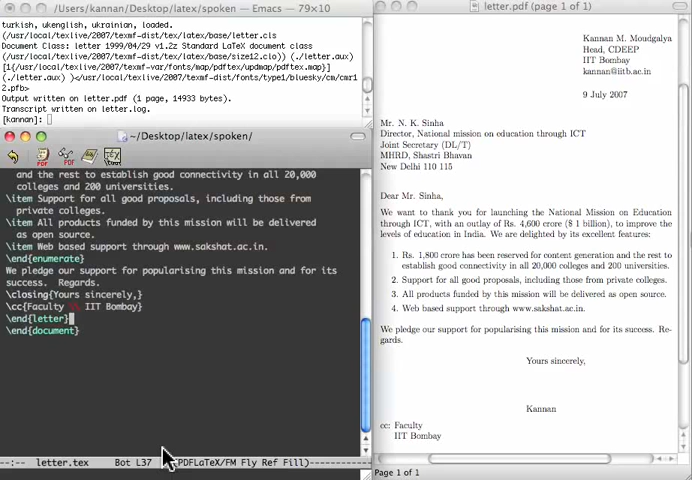 /Users/kannan/Desktop/latex/spoken - Emacs - 79×10
turkish, ukenglish, ukrainian, loaded.
(/usr/local/texlive/2007/texmf-dist/tex/latex/base/letter.cls
Document Class: letter 1999/04/29 v1.2z Standard LaTeX document class
(/usr/local/texlive/2007/texmf-dist/tex/latex/base/size12.clo)) (./letter.aux)
[1{/usr/local/texlive/2007/texmf-var/fonts/map/pdftex/updmap/pdftex.map}]
(./letter.aux) )</usr/local/texlive/2007/texmf-dist/fonts/type1/bluesky/cm/cmr1
2.pfb>
Output written on letter.pdf (1 page, 14933 bytes).
Transcript written on letter.log.
[kannan]:
~/Desktop/latex/spoken/
and the rest to establish good connectivity in all 20,000
colleges and 200 universities.
\item Support for all good proposals, including those from
private colleges.
\item All products funded by this mission will be delivered
as open source.
\item Web based support through www.sakshat.ac.in.
\end{enumerate}
We pledge our support for popularising this mission and for its
success. Regards.
\closing{Yours sincerely,}
\cc{Faculty \\ IIT Bombay}
\end{letter}
\end{document}
--:-- letter.tex Bot L37 (PDFLaTeX/FM Fly Ref Fill)
letter.pdf (page 1 of 1)
Kannan M. Moudgalya
Head, CDEEP
IIT Bombay
kannan@iitb.ac.in
9 July 2007
Mr. N. K. Sinha
Director, National mission on education through ICT
Joint Secretary (DL/T)
MHRD, Shastri Bhavan
New Delhi 110 115
Dear Mr. Sinha,
We want to thank you for launching the National Mission on Education
through ICT, with an outlay of Rs. 4,600 crore ($ 1 billion), to improve the
levels of education in India. We are delighted by its excellent features:
1. Rs. 1,800 crore has been reserved for content generation and the rest to
establish good connectivity in all 20,000 colleges and 200 universities.
2. Support for all good proposals, including those from private colleges.
3. All products funded by this mission will be delivered as open source.
4. Web based support through www.sakshat.ac.in.
We pledge our support for popularising this mission and for its success. Re-
gards.
Yours sincerely,
Kannan
cc: Faculty
IIT Bombay
Page 1 of 1